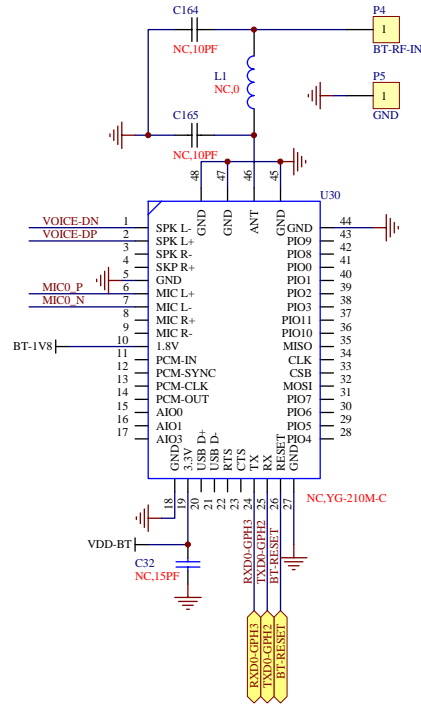 C164
NC,10PF
P4
1
BT-RF-IN
L1
NC,0
P5
1
GND
C165
NC,10PF
48
47
46
45
U30
GND
GND
ANT
GND
VOICE-DN
1
SPK L-
VOICE-DP
2
SPK L+
3
SPK R-
4
SKP R+
5
GND
MIC0_P
6
MIC L+
MIC0_N
7
MIC L-
8
MIC R+
9
MIC R-
BT-1V8
10
1.8V
11
PCM-IN
12
PCM-SYNC
13
PCM-CLK
14
PCM-OUT
15
AIO0
16
AIO1
17
AIO3
GND
44
PIO9
43
PIO8
42
PIO0
41
PIO1
40
PIO2
39
PIO3
38
PIO11
37
PIO10
36
MISO
35
CLK
34
CSB
33
MOSI
32
PIO7
31
PIO6
30
PIO5
29
PIO4
28
GND
3.3V
USB D+
USB D-
RTS
CTS
TX
RX
RESET
GND
18
19
20
21
22
23
24
25
26
27
NC,YG-210M-C
VDD-BT
C32
NC,15PF
RXD0-GPH3
TXD0-GPH2
BT-RESET
RXD0-GPH3
TXD0-GPH2
BT-RESET